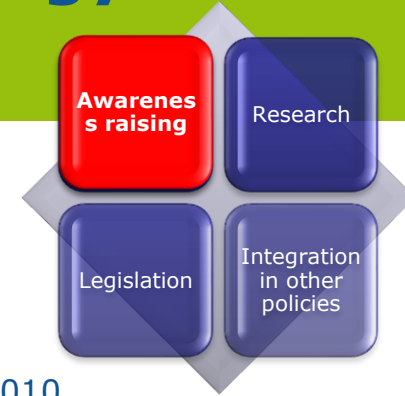 Awarenes
s raising
Research
Legislation
Integration
in other
policies
010